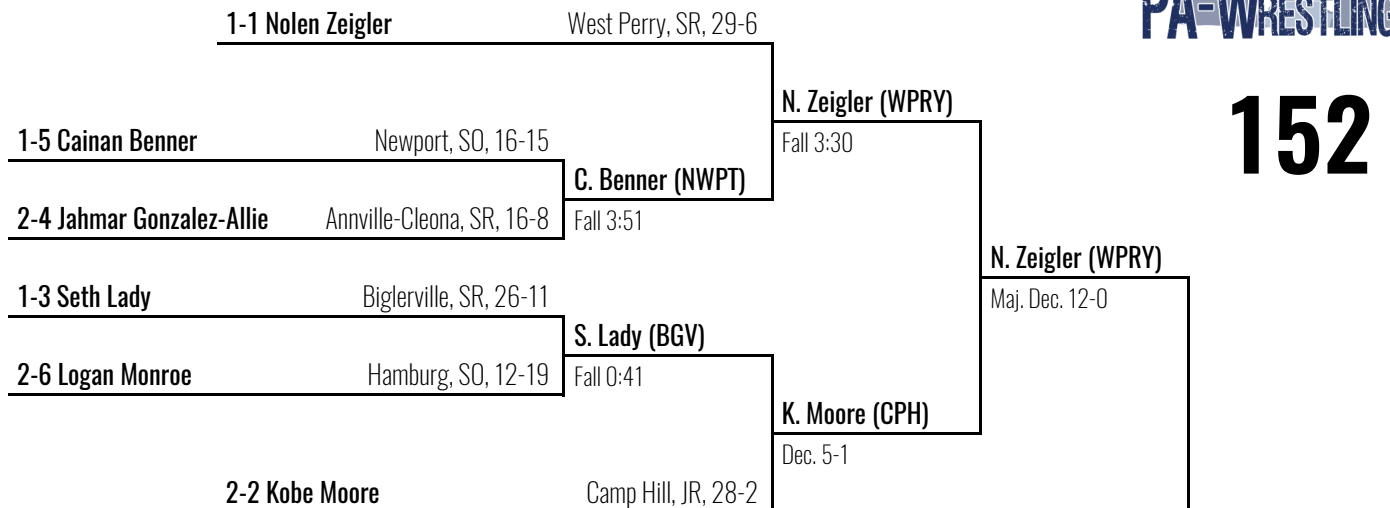 PA-WRESTLING
1-1 Nolen Zeigler West Perry, SR, 29-6
152
N. Zeigler (WPRY)
Fall 3:30
1-5 Cainan Benner Newport, SO, 16-15
C. Benner (NWPT)
Fall 3:51
2-4 Jahmar Gonzalez-Allie Annville-Cleona, SR, 16-8
N. Zeigler (WPRY)
Maj. Dec. 12-0
1-3 Seth Lady Biglerville, SR, 26-11
S. Lady (BGV)
Fall 0:41
2-6 Logan Monroe Hamburg, SO, 12-19
K. Moore (CPH)
Dec. 5-1
2-2 Kobe Moore Camp Hill, JR, 28-2